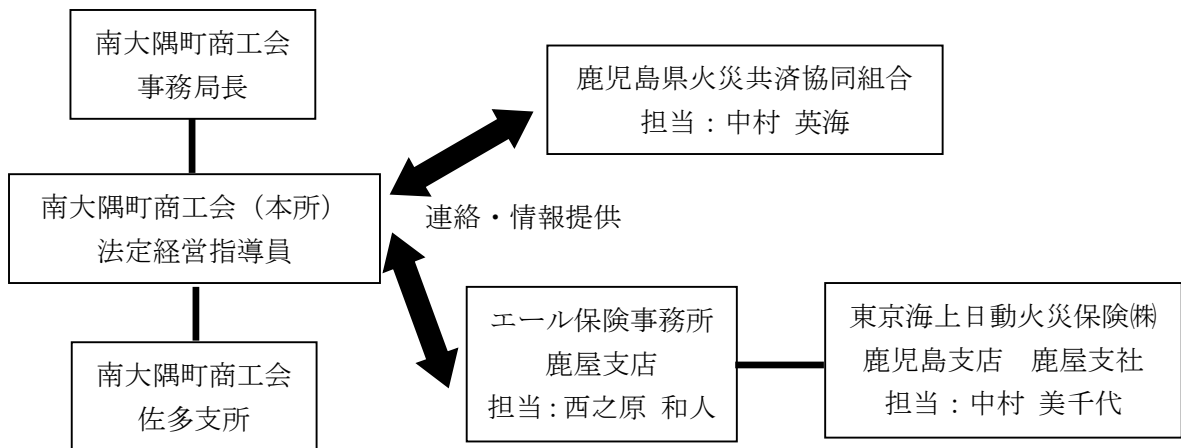 南大隅町商工会
事務局長
鹿児島県火災共済協同組合
担当：中村 英海
南大隅町商工会（本所）
法定経営指導員
連絡・情報提供
エール保険事務所
鹿屋支店
担当：西之原 和人
東京海上日動火災保険㈱
鹿児島支店　鹿屋支社
担当：中村 美千代
南大隅町商工会
佐多支所